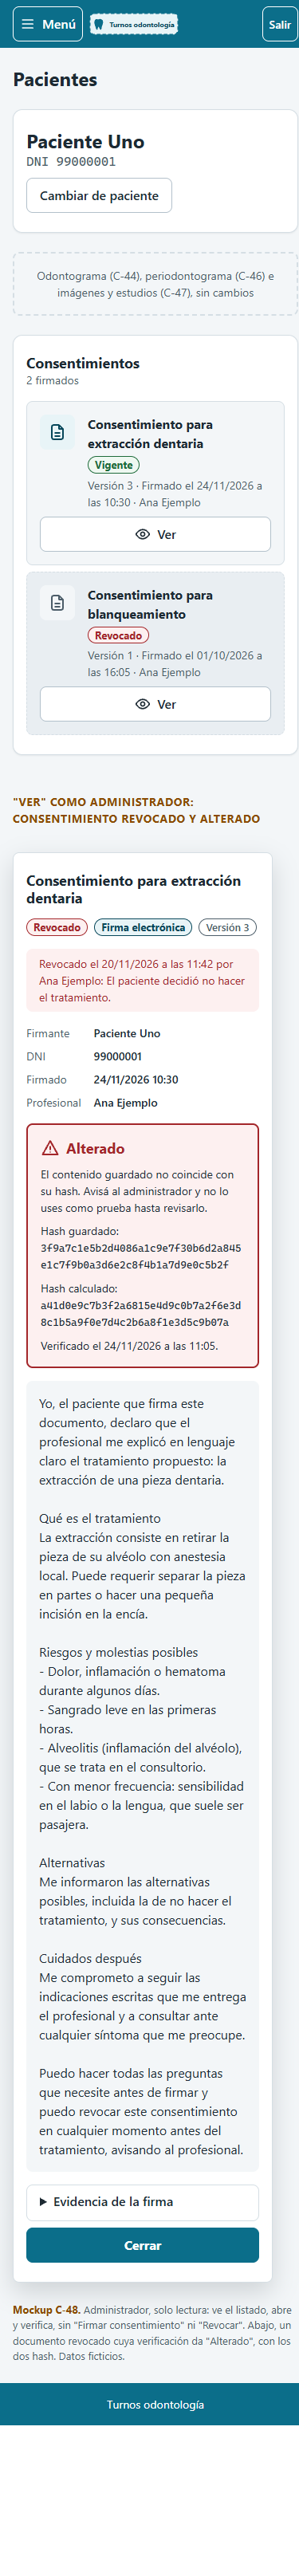 Menú
Turnos odontología
Salir
Pacientes
Paciente Uno
DNI 99000001
Cambiar de paciente
Odontograma (C-44), periodontograma (C-46) e
imágenes y estudios (C-47), sin cambios
Consentimientos
2 firmados
Consentimiento para
extracción dentaria
Vigente
Versión 3 · Firmado el 24/11/2026 a
las 10:30 · Ana Ejemplo
Ver
Consentimiento para
blanqueamiento
Revocado
Versión 1 · Firmado el 01/10/2026 a
las 16:05 · Ana Ejemplo
Ver
"VER" COMO ADMINISTRADOR:
CONSENTIMIENTO REVOCADO Y ALTERADO
Consentimiento para extracción
dentaria
Revocado
Firma electrónica
Versión 3
Revocado el 20/11/2026 a las 11:42 por
Ana Ejemplo: El paciente decidió no hacer
el tratamiento.
Firmante Paciente Uno
DNI 99000001
Firmado 24/11/2026 10:30
Profesional Ana Ejemplo
Alterado
El contenido guardado no coincide con
su hash. Avisá al administrador y no lo
uses como prueba hasta revisarlo.
Hash guardado:
3f9a7c1e5b2d4086a1c9e7f30b6d2a845
e1c7f9b0a3d6e2c8f4b1a7d9e0c5b2f
Hash calculado:
a41d0e9c7b3f2a6815e4d9c0b7a2f6e3d
8c1b5a9f0e7d4c2b6a8f1e3d5c9b07a
Verificado el 24/11/2026 a las 11:05.
Yo, el paciente que firma este
documento, declaro que el
profesional me explicó en lenguaje
claro el tratamiento propuesto: la
extracción de una pieza dentaria.
Qué es el tratamiento
La extracción consiste en retirar la
pieza de su alvéolo con anestesia
local. Puede requerir separar la pieza
en partes o hacer una pequeña
incisión en la encía.
Riesgos y molestias posibles
- Dolor, inflamación o hematoma
durante algunos días.
- Sangrado leve en las primeras
horas.
- Alveolitis (inflamación del alvéolo),
que se trata en el consultorio.
- Con menor frecuencia: sensibilidad
en el labio o la lengua, que suele ser
pasajera.
Alternativas
Me informaron las alternativas
posibles, incluida la de no hacer el
tratamiento, y sus consecuencias.
Cuidados después
Me comprometo a seguir las
indicaciones escritas que me entrega
el profesional y a consultar ante
cualquier síntoma que me preocupe.
Puedo hacer todas las preguntas
que necesite antes de firmar y
puedo revocar este consentimiento
en cualquier momento antes del
tratamiento, avisando al profesional.
Evidencia de la firma
Cerrar
Mockup C-48. Administrador, solo lectura: ve el listado, abre
y verifica, sin "Firmar consentimiento" ni "Revocar". Abajo, un
documento revocado cuya verificación da "Alterado", con los
dos hash. Datos ficticios.
Turnos odontología